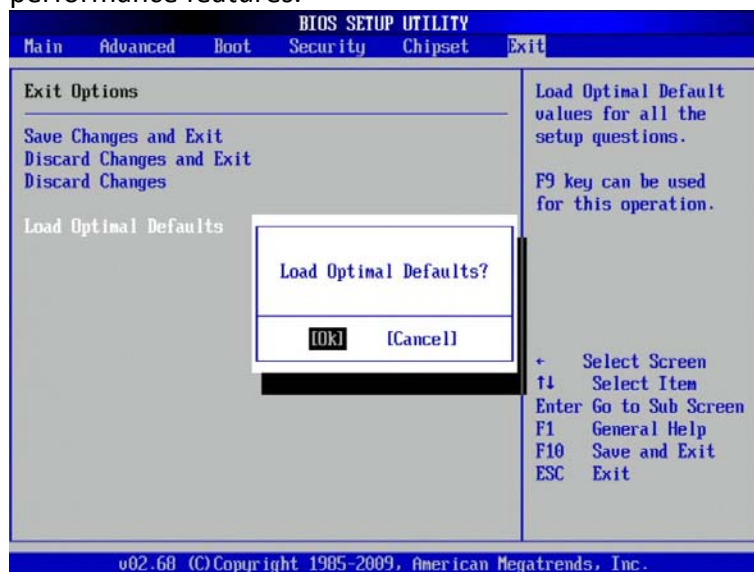 performance features.
BIOS SETUP UTILITY
Main Advanced Boot Security Chipset Exit
Exit Options
Save Changes and Exit
Discard Changes and Exit
Discard Changes
Load Optimal Defaults
Load Optimal Defaults?
[Ok] [Cancel]
Load Optimal Default
values for all the
setup questions.
F9 key can be used
for this operation.
← Select Screen
↑↓ Select Item
Enter Go to Sub Screen
F1 General Help
F10 Save and Exit
ESC Exit
v02.68 (C)Copyright 1985-2009, American Megatrends, Inc.